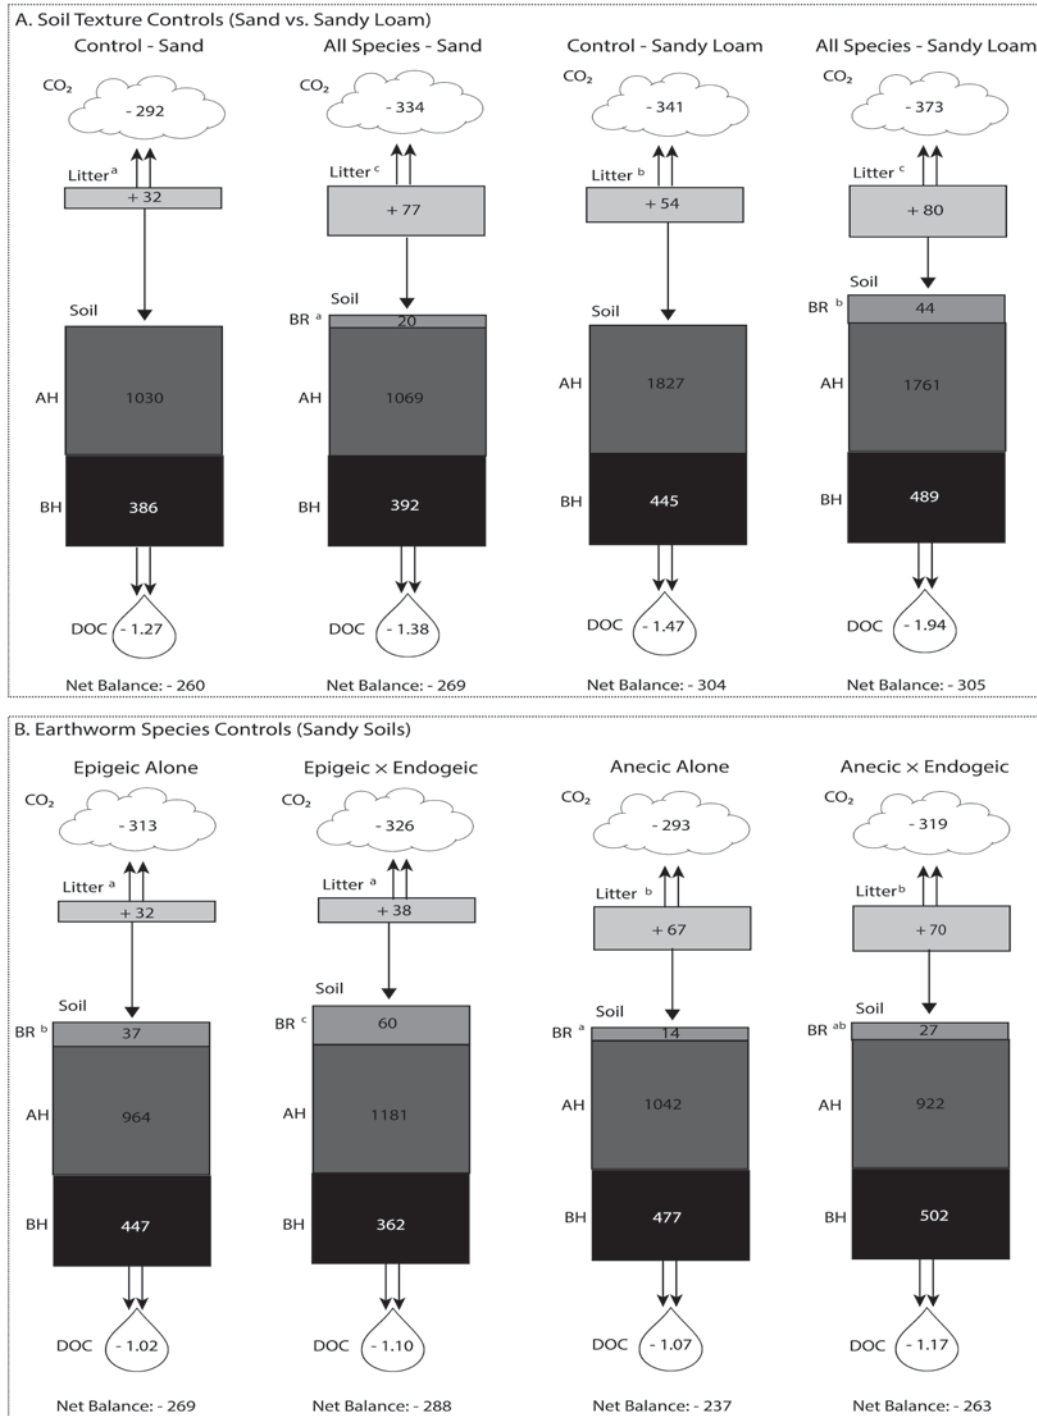 A. Soil Texture Controls (Sand vs. Sandy Loam)
Control - Sand All Species - Sand Control - Sandy Loam All Species - Sandy Loam
CO₂ CO₂ CO₂ CO₂
- 292 - 334 - 341 - 373
Litter a Litter c Litter b Litter c
+ 32 + 77 + 54 + 80
Soil Soil Soil Soil
BR a 20 BR b 44
AH 1030 AH 1069 AH 1827 AH 1761
BH 386 BH 392 BH 445 BH 489
DOC - 1.27 DOC - 1.38 DOC - 1.47 DOC - 1.94
Net Balance: - 260 Net Balance: - 269 Net Balance: - 304 Net Balance: - 305
B. Earthworm Species Controls (Sandy Soils)
Epigeic Alone Epigeic × Endogeic Anecic Alone Anecic × Endogeic
CO₂ CO₂ CO₂ CO₂
- 313 - 326 - 293 - 319
Litter a Litter a Litter b Litter b
+ 32 + 38 + 67 + 70
Soil Soil Soil Soil
BR b 37 BR c 60 BR a 14 BR ab 27
AH 964 AH 1181 AH 1042 AH 922
BH 447 BH 362 BH 477 BH 502
DOC - 1.02 DOC - 1.10 DOC - 1.07 DOC - 1.17
Net Balance: - 269 Net Balance: - 288 Net Balance: - 237 Net Balance: - 263